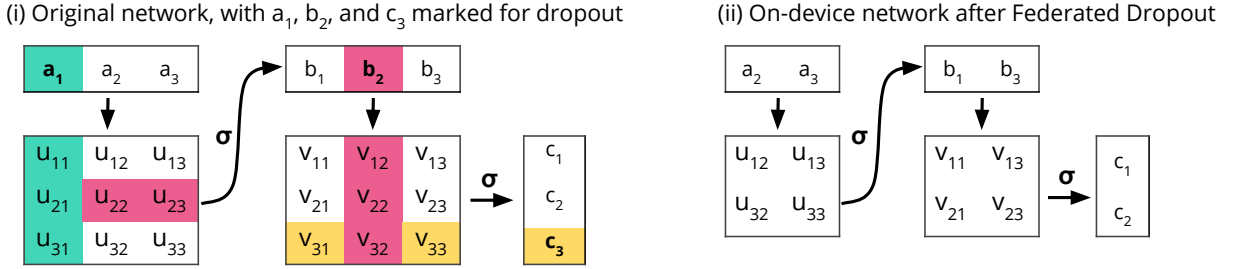 (i) Original network, with a₁, b₂, and c₃ marked for dropout
a₁ a₂ a₃
b₁ b₂ b₃
σ
u₁₁ u₁₂ u₁₃
u₂₁ u₂₂ u₂₃
u₃₁ u₃₂ u₃₃
v₁₁ v₁₂ v₁₃
v₂₁ v₂₂ v₂₃
v₃₁ v₃₂ v₃₃
σ
c₁
c₂
c₃
(ii) On-device network after Federated Dropout
a₂ a₃
b₁ b₃
σ
u₁₂ u₁₃
u₃₂ u₃₃
v₁₁ v₁₃
v₂₁ v₂₃
σ
c₁
c₂